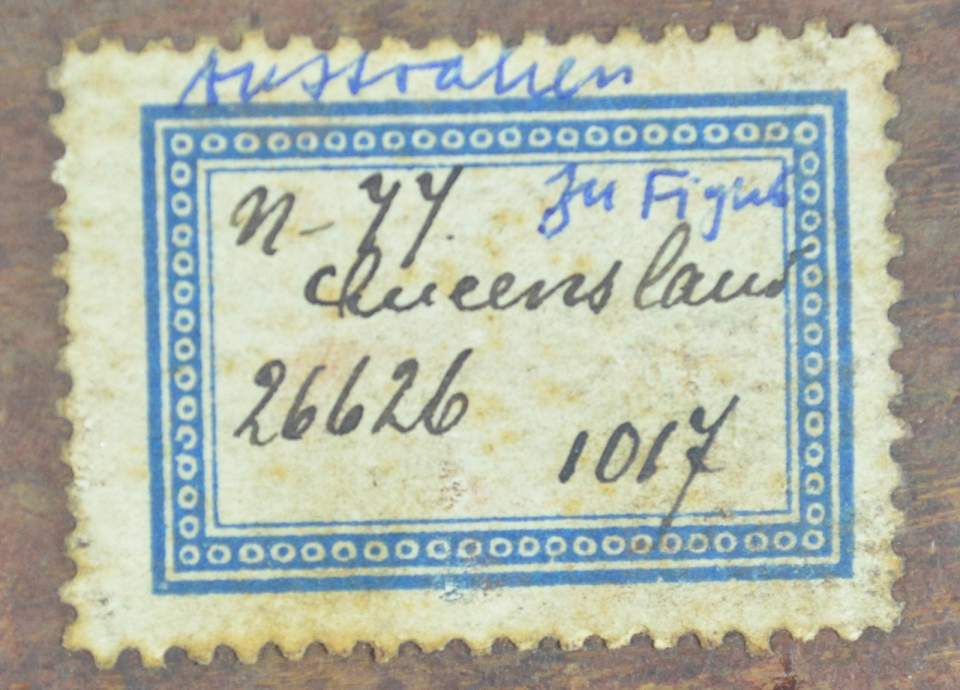 Australien
N- 77.
zu Figur
Queensland
26626
1017